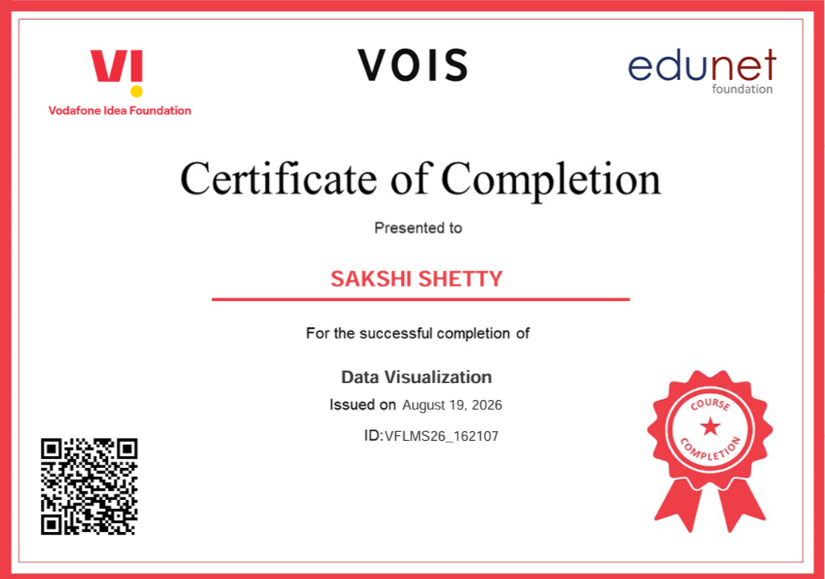 VI
Vodafone Idea Foundation
VOIS
edunet
foundation
Certificate of Completion
Presented to
SAKSHI SHETTY
For the successful completion of
Data Visualization
Issued on August 19, 2026
ID:VFLMS26_162107
COURSE
COMPLETION